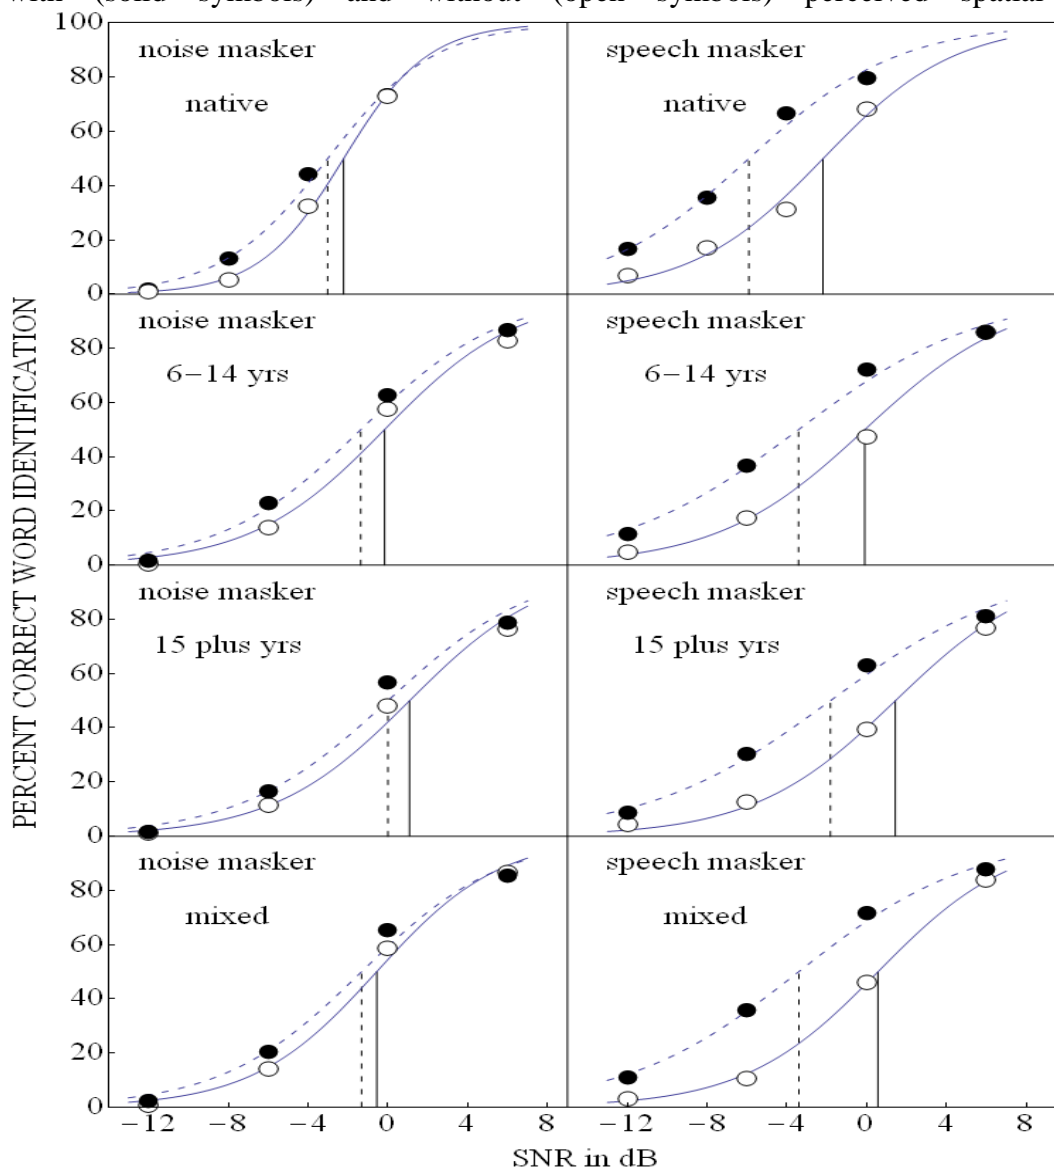 with (solid symbols) and without (open symbols) perceived spatial
100
80
60
40
20
0
noise masker
native
speech masker
native
80
60
40
20
0
noise masker
6−14 yrs
speech masker
6−14 yrs
80
60
40
20
0
noise masker
15 plus yrs
speech masker
15 plus yrs
80
60
40
20
0
noise masker
mixed
speech masker
mixed
−12 −8 −4 0 4 8
−12 −8 −4 0 4 8
SNR in dB
PERCENT CORRECT WORD IDENTIFICATION